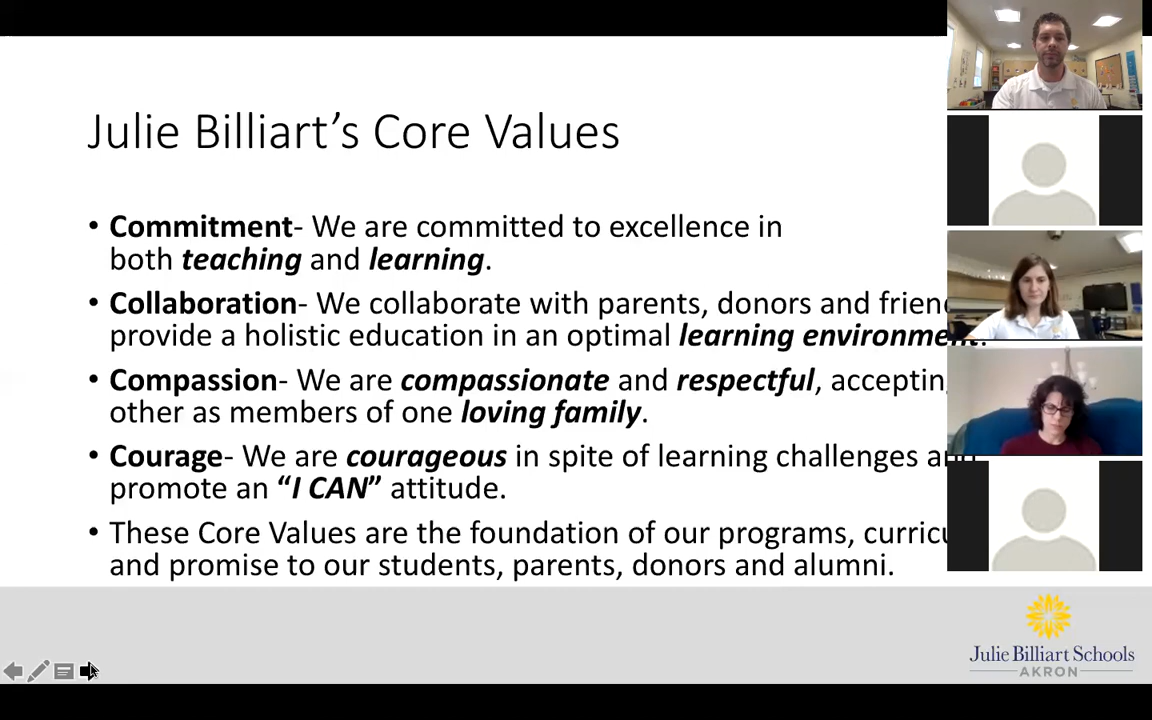 Julie Billiart’s Core Values
• Commitment- We are committed to excellence in
both teaching and learning.
• Collaboration- We collaborate with parents, donors and
provide a holistic education in an optimal learning environment.
• Compassion- We are compassionate and respectful,
other as members of one loving family.
• Courage- We are courageous in spite of learning challenges and
promote an “I CAN” attitude.
• These Core Values are the foundation of our programs,
and promise to our students, parents, donors and alumni.
Julie Billiart Schools
AKRON